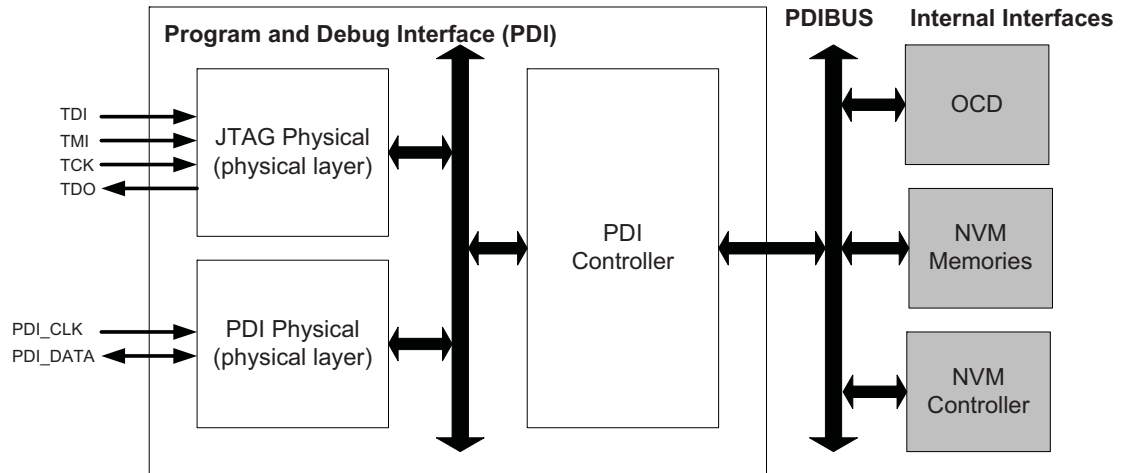 Program and Debug Interface (PDI)
PDIBUS
Internal Interfaces
TDI
TMI
TCK
TDO
JTAG Physical
(physical layer)
PDI_CLK
PDI_DATA
PDI Physical
(physical layer)
PDI
Controller
OCD
NVM
Memories
NVM
Controller